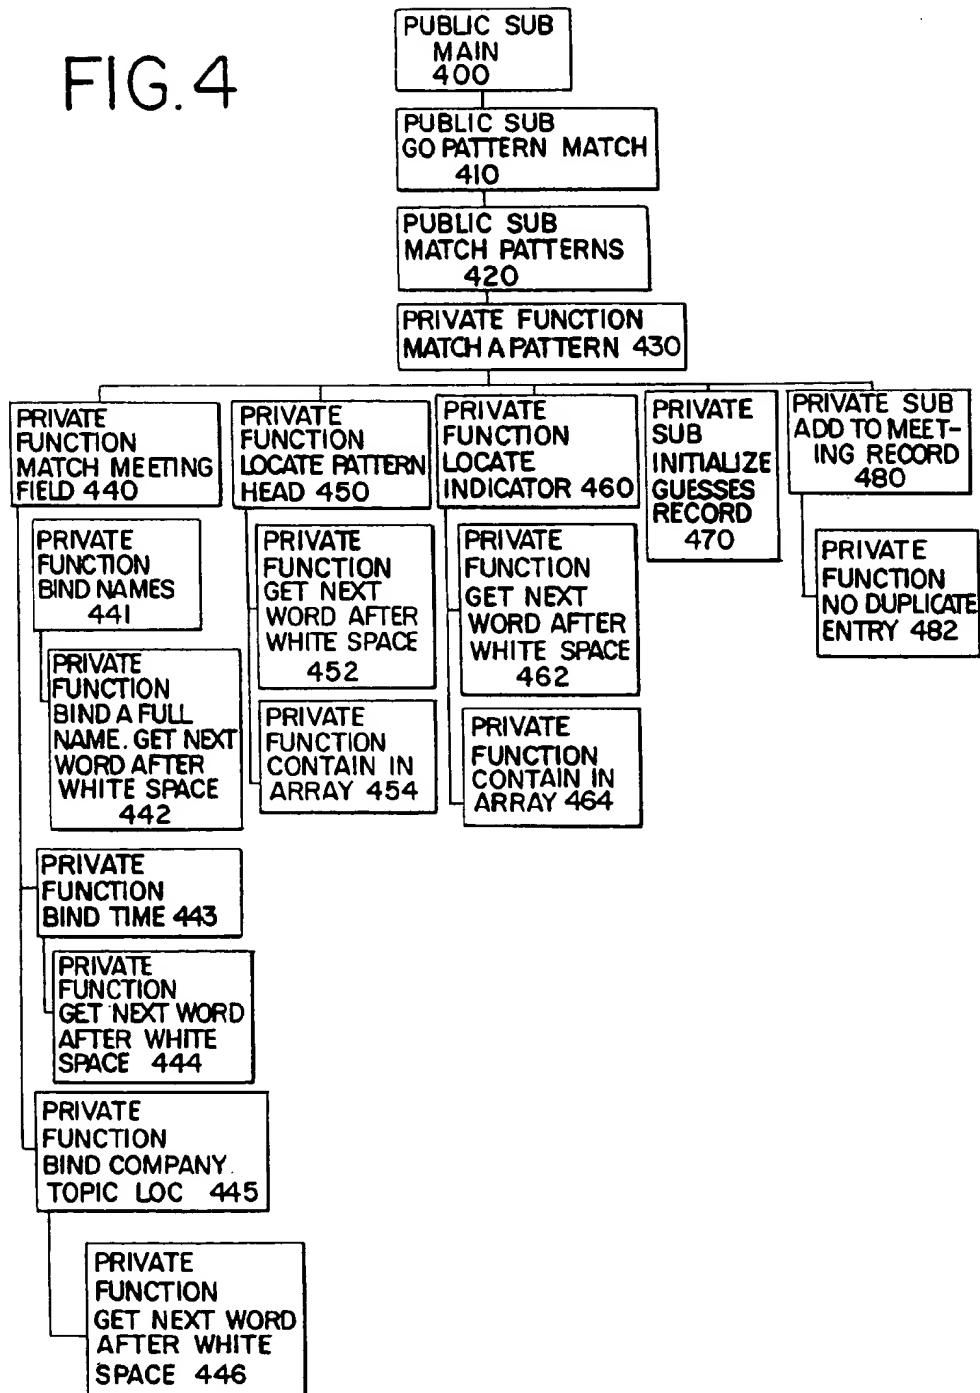 FIG. 4
PUBLIC SUB
MAIN
400
PUBLIC SUB
GO PATTERN MATCH
410
PUBLIC SUB
MATCH PATTERNS
420
PRIVATE FUNCTION
MATCH A PATTERN 430
PRIVATE
FUNCTION
MATCH MEETING
FIELD 440
PRIVATE
FUNCTION
BIND NAMES
441
PRIVATE
FUNCTION
BIND A FULL
NAME. GET NEXT
WORD AFTER
WHITE SPACE
442
PRIVATE
FUNCTION
BIND TIME 443
PRIVATE
FUNCTION
GET NEXT WORD
AFTER WHITE
SPACE 444
PRIVATE
FUNCTION
BIND COMPANY.
TOPIC LOC 445
PRIVATE
FUNCTION
GET NEXT WORD
AFTER WHITE
SPACE 446
PRIVATE
FUNCTION
LOCATE PATTERN
HEAD 450
PRIVATE
FUNCTION
GET NEXT
WORD AFTER
WHITE SPACE
452
PRIVATE
FUNCTION
CONTAIN IN
ARRAY 454
PRIVATE
FUNCTION
LOCATE
INDICATOR 460
PRIVATE
FUNCTION
GET NEXT
WORD AFTER
WHITE SPACE
462
PRIVATE
FUNCTION
CONTAIN IN
ARRAY 464
PRIVATE
SUB
INITIALIZE
GUESSES
RECORD
470
PRIVATE SUB
ADD TO MEET-
ING RECORD
480
PRIVATE
FUNCTION
NO DUPLICATE
ENTRY 482